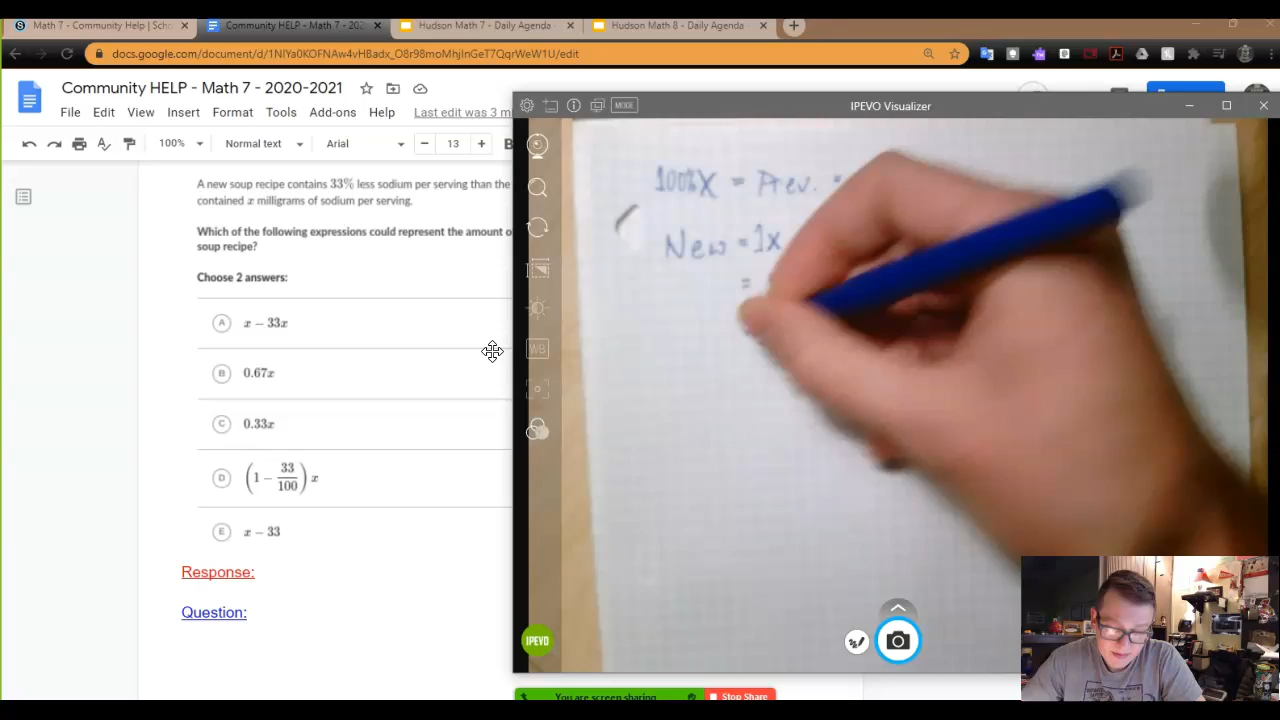 Math 7 - Community Help | Scho
Community HELP - Math 7 - 202
Hudson Math 7 - Daily Agenda -
Hudson Math 8 - Daily Agenda -
docs.google.com/document/d/
Community HELP - Math 7 - 2020-2021
File Edit View Insert Format Tools Add-ons Help Last edit was 3 m
100% Normal text Arial 13 B
IPEVO Visualizer
MODE
A new soup recipe contains 33% less sodium per serving than the
contained x milligrams of sodium per serving.
Which of the following expressions could represent the amount o
soup recipe?
Choose 2 answers:
A x − 33x
B 0.67x
C 0.33x
D (1 − 33/100) x
E x − 33
Response:
Question:
100%X = Prev. =
New = 1x
=
WB
IPEVO
You are screen sharing Stop Share